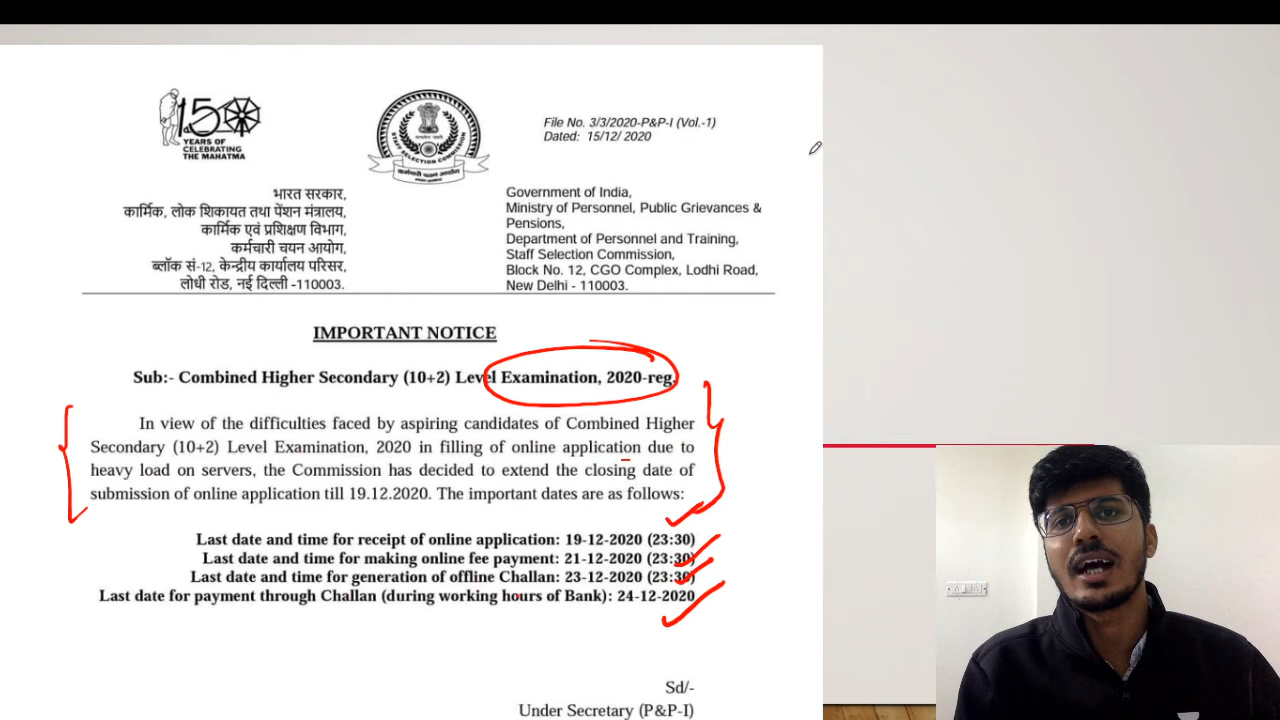 150
YEARS OF
CELEBRATING
THE MAHATMA
STAFF SELECTION COMMISSION
कर्मचारी चयन आयोग
File No. 3/3/2020-P&P-I (Vol.-1)
Dated: 15/12/ 2020
भारत सरकार,
कार्मिक, लोक शिकायत तथा पेंशन मंत्रालय,
कार्मिक एवं प्रशिक्षण विभाग,
कर्मचारी चयन आयोग,
ब्लॉक सं-12, केन्द्रीय कार्यालय परिसर,
लोधी रोड, नई दिल्ली -110003.
Government of India,
Ministry of Personnel, Public Grievances &
Pensions,
Department of Personnel and Training,
Staff Selection Commission,
Block No. 12, CGO Complex, Lodhi Road,
New Delhi - 110003.
IMPORTANT NOTICE
Sub:- Combined Higher Secondary (10+2) Level Examination, 2020-reg.
In view of the difficulties faced by aspiring candidates of Combined Higher
Secondary (10+2) Level Examination, 2020 in filling of online application due to
heavy load on servers, the Commission has decided to extend the closing date of
submission of online application till 19.12.2020. The important dates are as follows:
Last date and time for receipt of online application: 19-12-2020 (23:30)
Last date and time for making online fee payment: 21-12-2020 (23:30)
Last date and time for generation of offline Challan: 23-12-2020 (23:30)
Last date for payment through Challan (during working hours of Bank): 24-12-2020
Sd/-
Under Secretary (P&P-I)